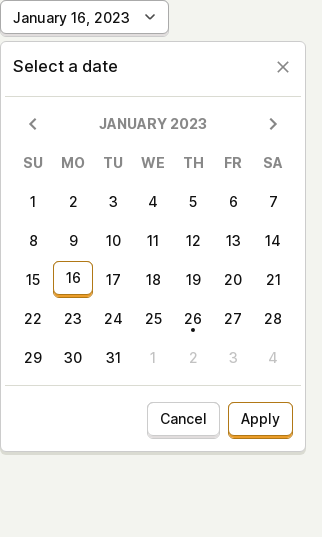 January 16, 2023
Select a date
JANUARY 2023
SU MO TU WE TH FR SA
1 2 3 4 5 6 7
8 9 10 11 12 13 14
15 16 17 18 19 20 21
22 23 24 25 26 27 28
29 30 31 1 2 3 4
Cancel Apply